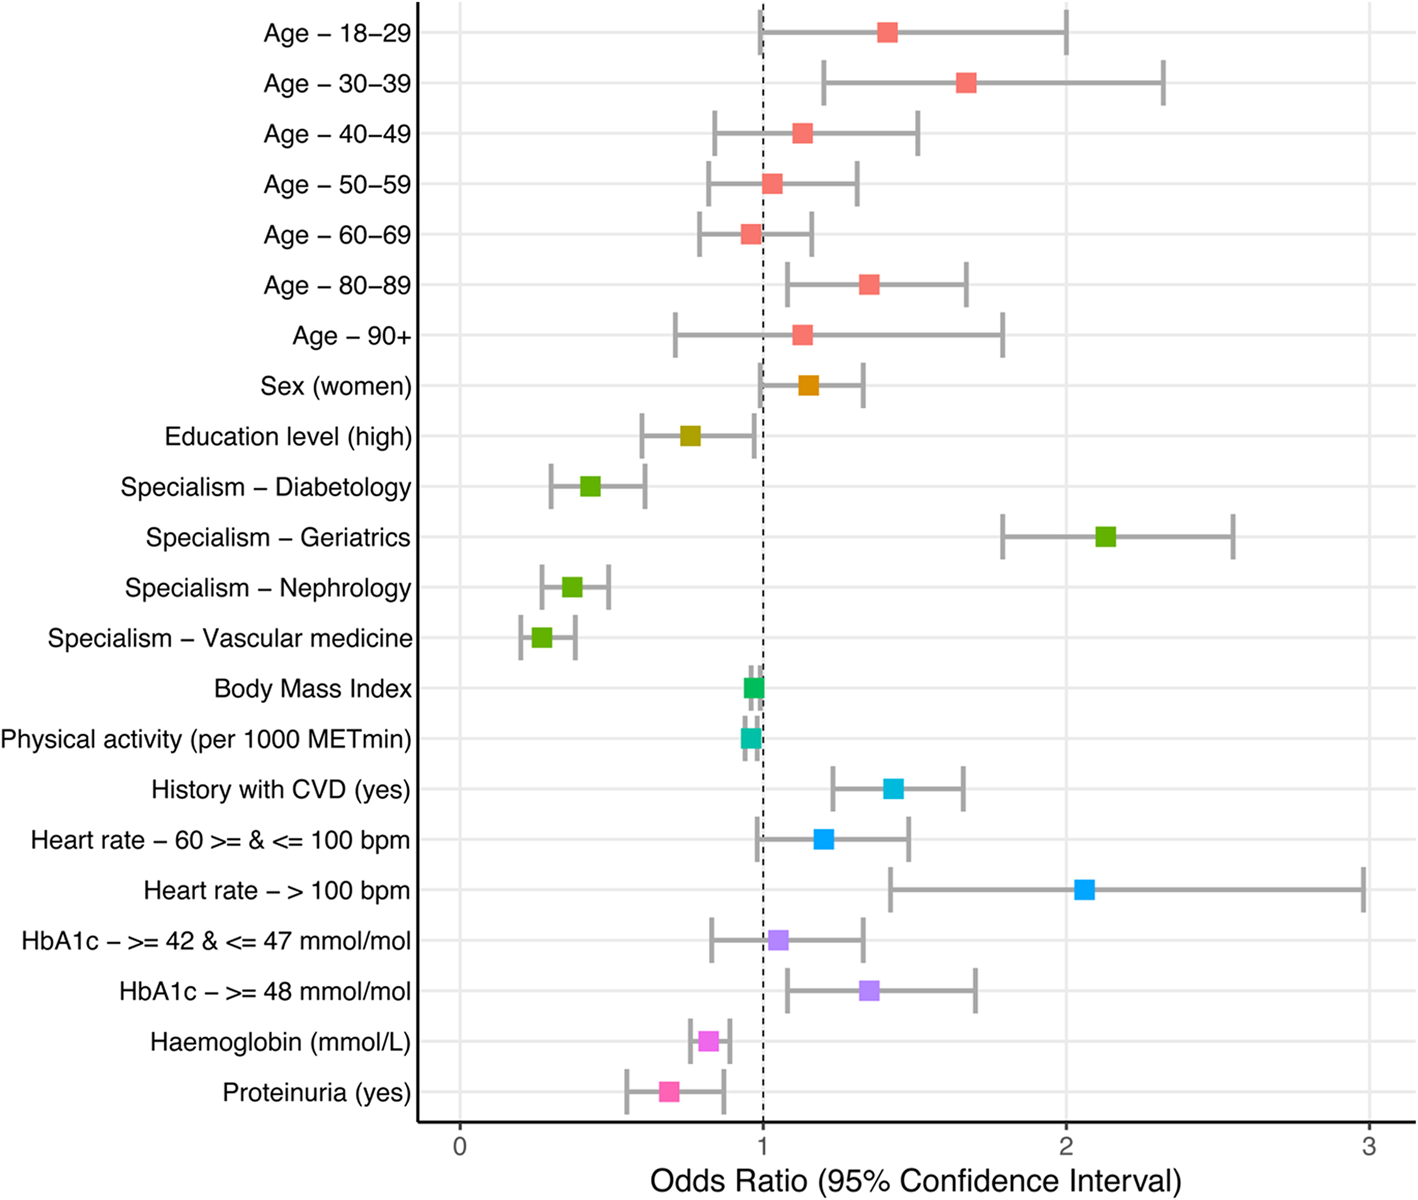 Age – 18–29
Age – 30–39
Age – 40–49
Age – 50–59
Age – 60–69
Age – 80–89
Age – 90+
Sex (women)
Education level (high)
Specialism – Diabetology
Specialism – Geriatrics
Specialism – Nephrology
Specialism – Vascular medicine
Body Mass Index
Physical activity (per 1000 METmin)
History with CVD (yes)
Heart rate – 60 >= & <= 100 bpm
Heart rate – > 100 bpm
HbA1c – >= 42 & <= 47 mmol/mol
HbA1c – >= 48 mmol/mol
Haemoglobin (mmol/L)
Proteinuria (yes)
0 1 2 3
Odds Ratio (95% Confidence Interval)